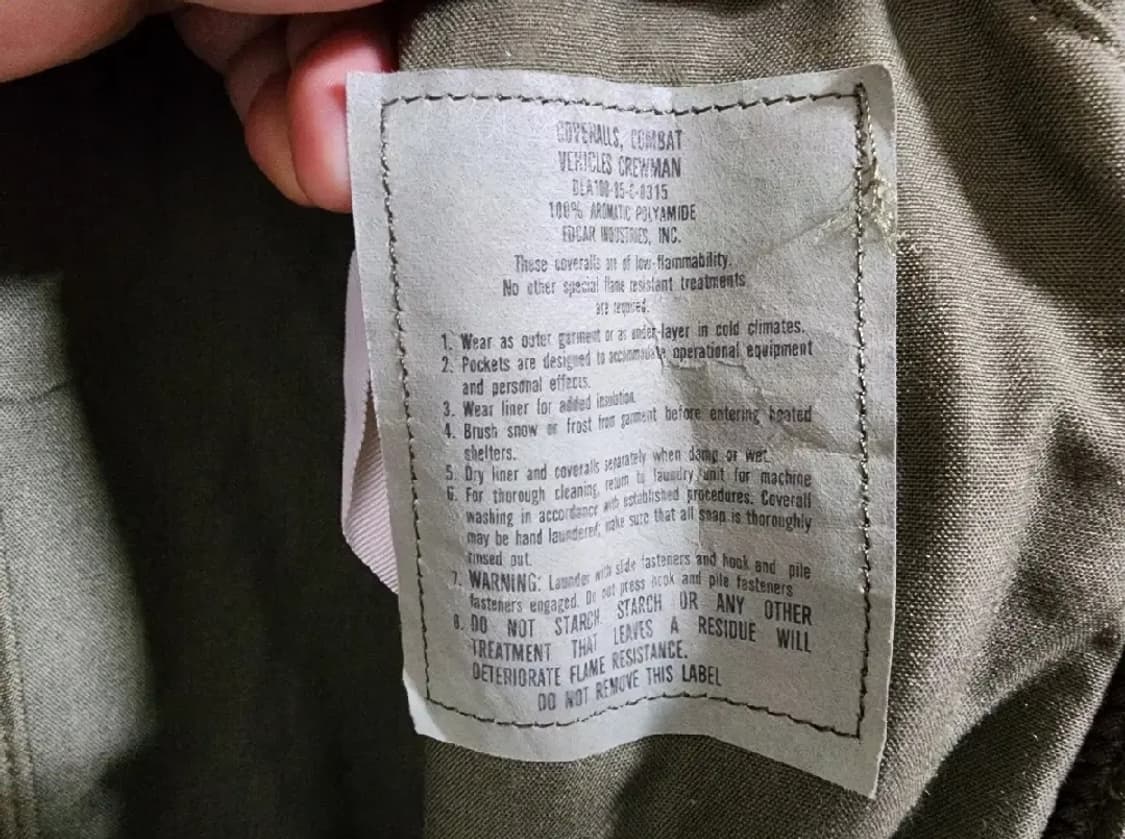 COVERALLS, COMBAT
VEHICLES CREWMAN
DLA100-85-C-0315
100% AROMATIC POLYAMIDE
EDCAR INDUSTRIES, INC.
These coveralls are of low-flammability.
No other special flame resistant treatments
are required.
1. Wear as outer garment or as under-layer in cold climates.
2. Pockets are designed to accommodate operational equipment
and personal effects.
3. Wear liner for added insulation.
4. Brush snow or frost from garment before entering heated
shelters.
5. Dry liner and coveralls separately when damp or wet.
6. For thorough cleaning, return to laundry unit for machine
washing in accordance with established procedures. Coverall
may be hand laundered; make sure that all soap is thoroughly
rinsed out.
7. WARNING: Launder with slide fasteners and hook and pile
fasteners engaged. Do not press hook and pile fasteners
8. DO NOT STARCH. STARCH OR ANY OTHER
TREATMENT THAT LEAVES A RESIDUE WILL
DETERIORATE FLAME RESISTANCE.
DO NOT REMOVE THIS LABEL